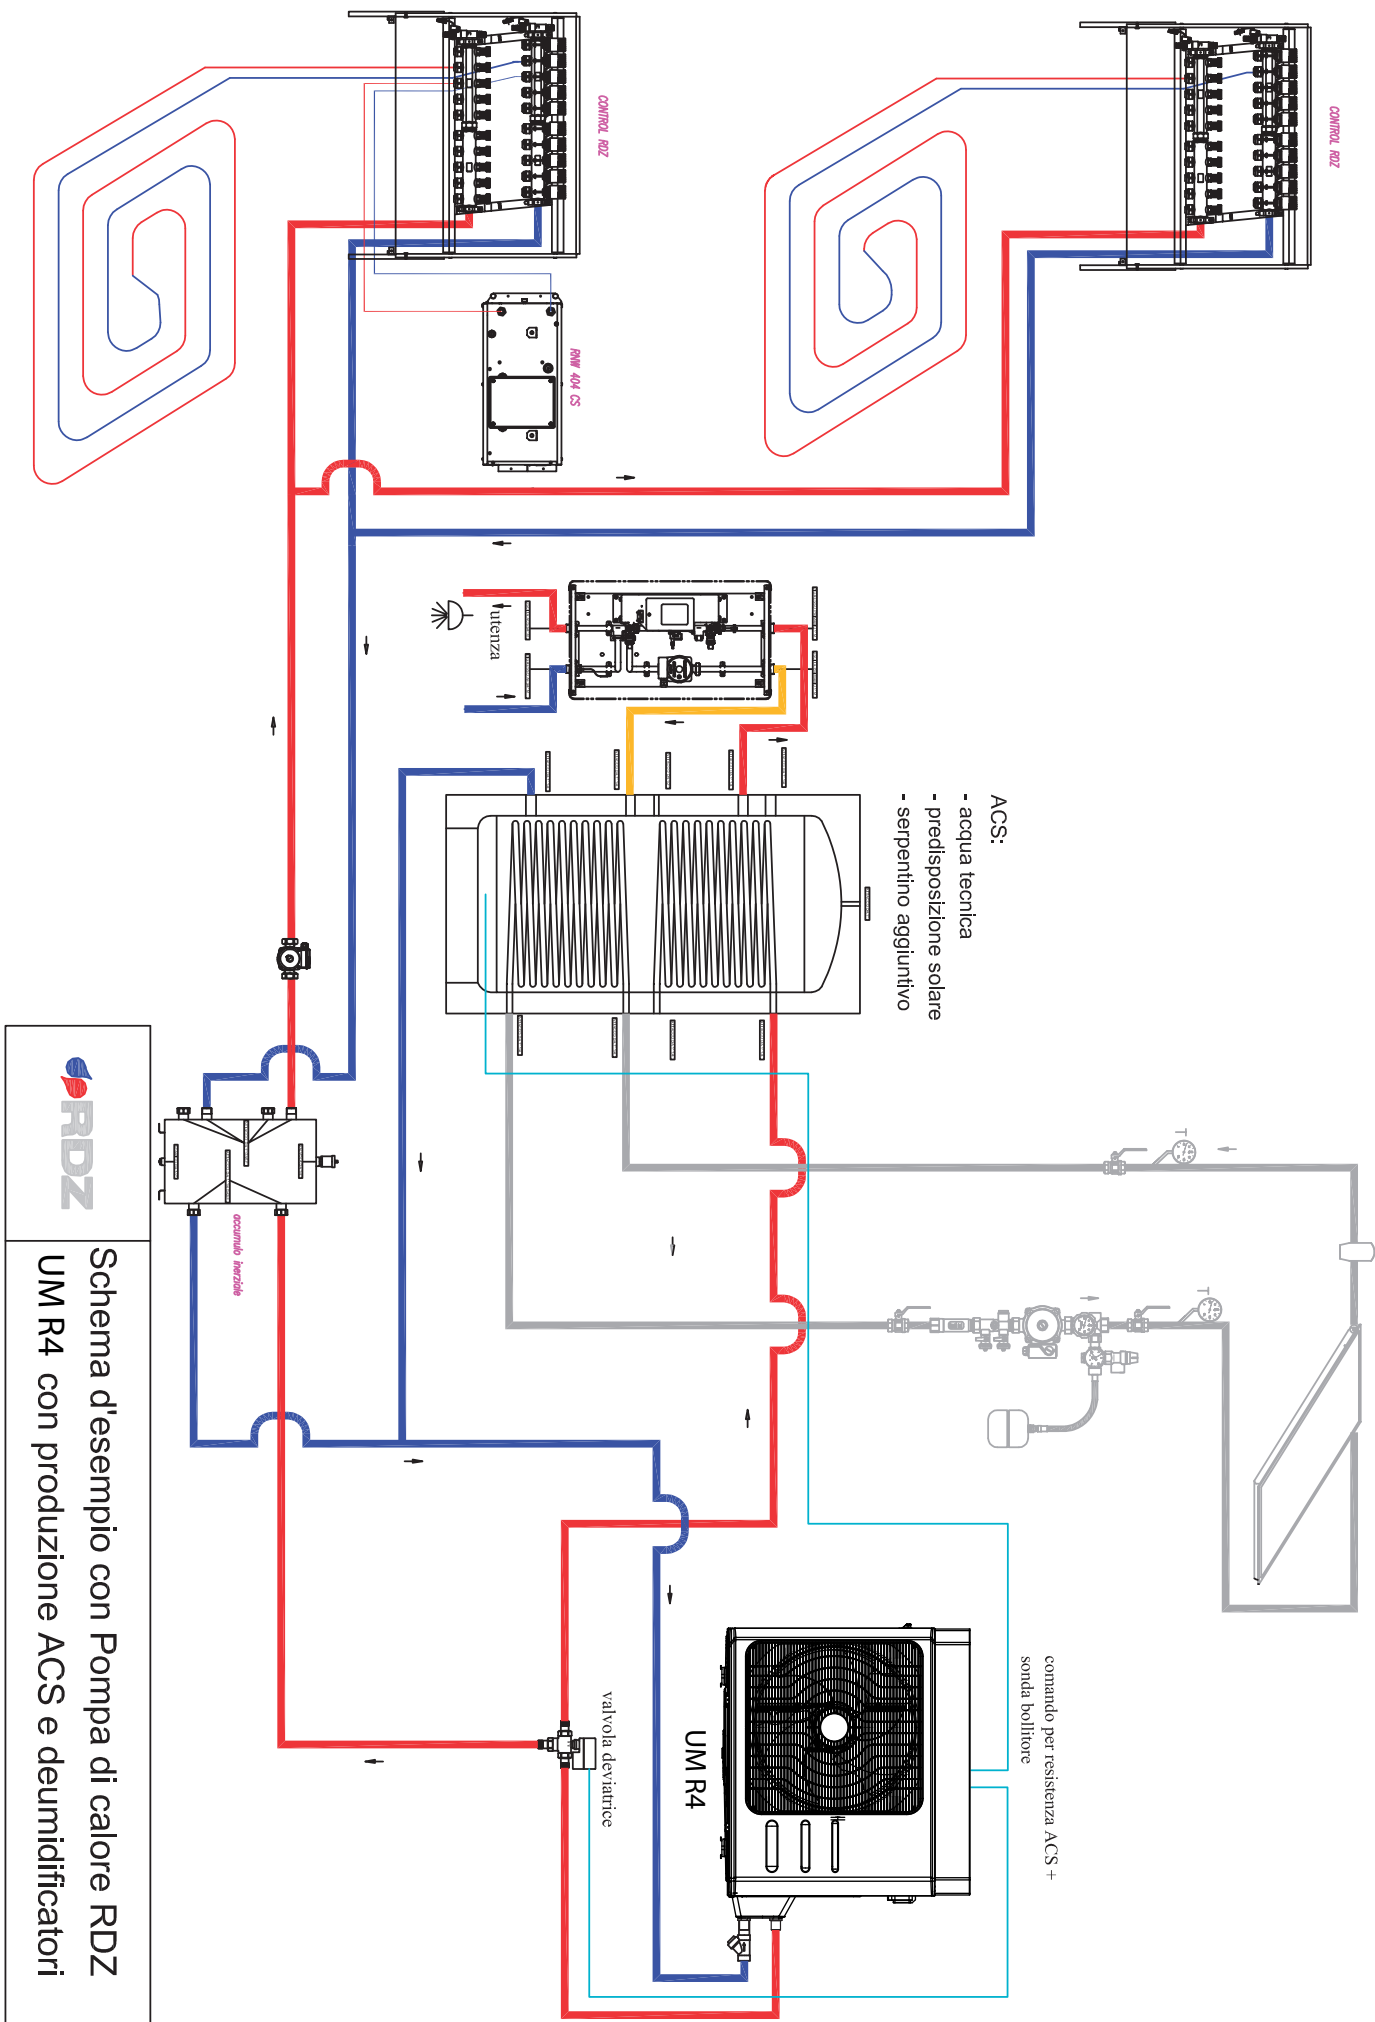 CONTROL RDZ
CONTROL RDZ
RNW 404 CS
utenza
ACS:
- acqua tecnica
- predisposizione solare
- serpentino aggiuntivo
T
T
accumulo inerziale
comando per resistenza ACS +
sonda bollitore
UM R4
valvola deviatrice
RDZ
Schema d'esempio con Pompa di calore RDZ
UM R4 con produzione ACS e deumidificatori